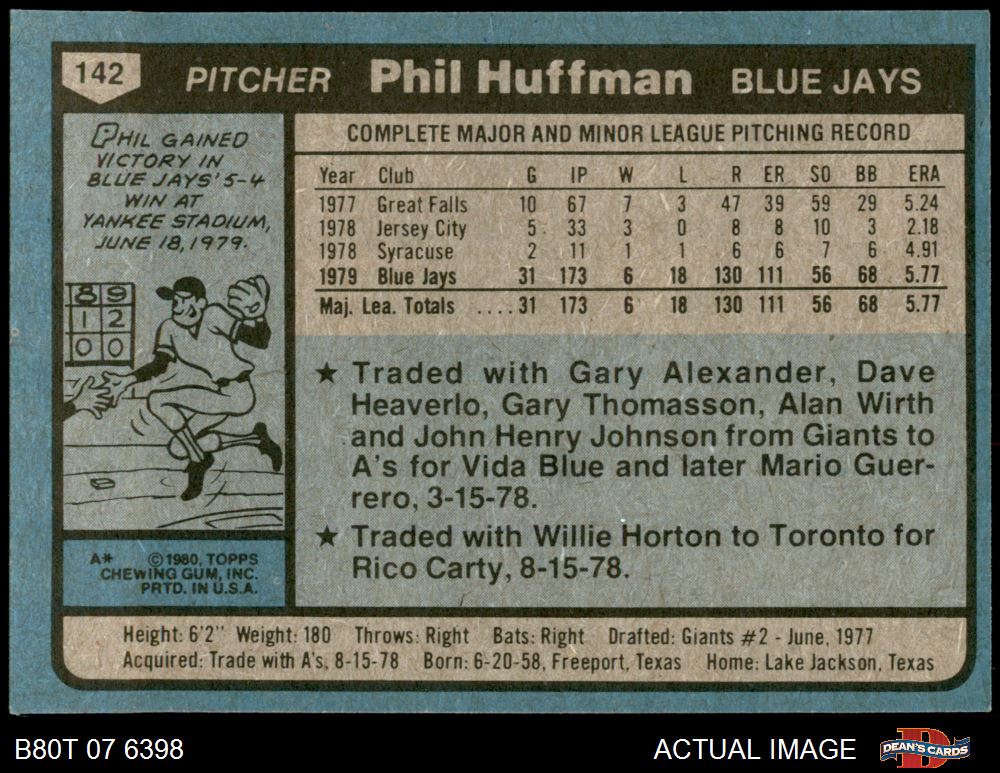 142 PITCHER Phil Huffman BLUE JAYS
PHIL GAINED
VICTORY IN
BLUE JAYS' 5-4
WIN AT
YANKEE STADIUM,
JUNE 18, 1979.
8 9
1 2
0 0
COMPLETE MAJOR AND MINOR LEAGUE PITCHING RECORD
Year Club G IP W L R ER SO BB ERA
1977 Great Falls 10 67 7 3 47 39 59 29 5.24
1978 Jersey City 5 33 3 0 8 8 10 3 2.18
1978 Syracuse 2 11 1 1 6 6 7 6 4.91
1979 Blue Jays 31 173 6 18 130 111 56 68 5.77
Maj. Lea. Totals ....31 173 6 18 130 111 56 68 5.77
★ Traded with Gary Alexander, Dave
Heaverlo, Gary Thomasson, Alan Wirth
and John Henry Johnson from Giants to
A's for Vida Blue and later Mario Guer-
rero, 3-15-78.
★ Traded with Willie Horton to Toronto for
Rico Carty, 8-15-78.
A* ©1980, TOPPS
CHEWING GUM, INC.
PRTD. IN U.S.A.
Height: 6'2" Weight: 180 Throws: Right Bats: Right Drafted: Giants #2 - June, 1977
Acquired: Trade with A's, 8-15-78 Born: 6-20-58, Freeport, Texas Home: Lake Jackson, Texas
B80T 07 6398 ACTUAL IMAGE DEAN'S CARDS